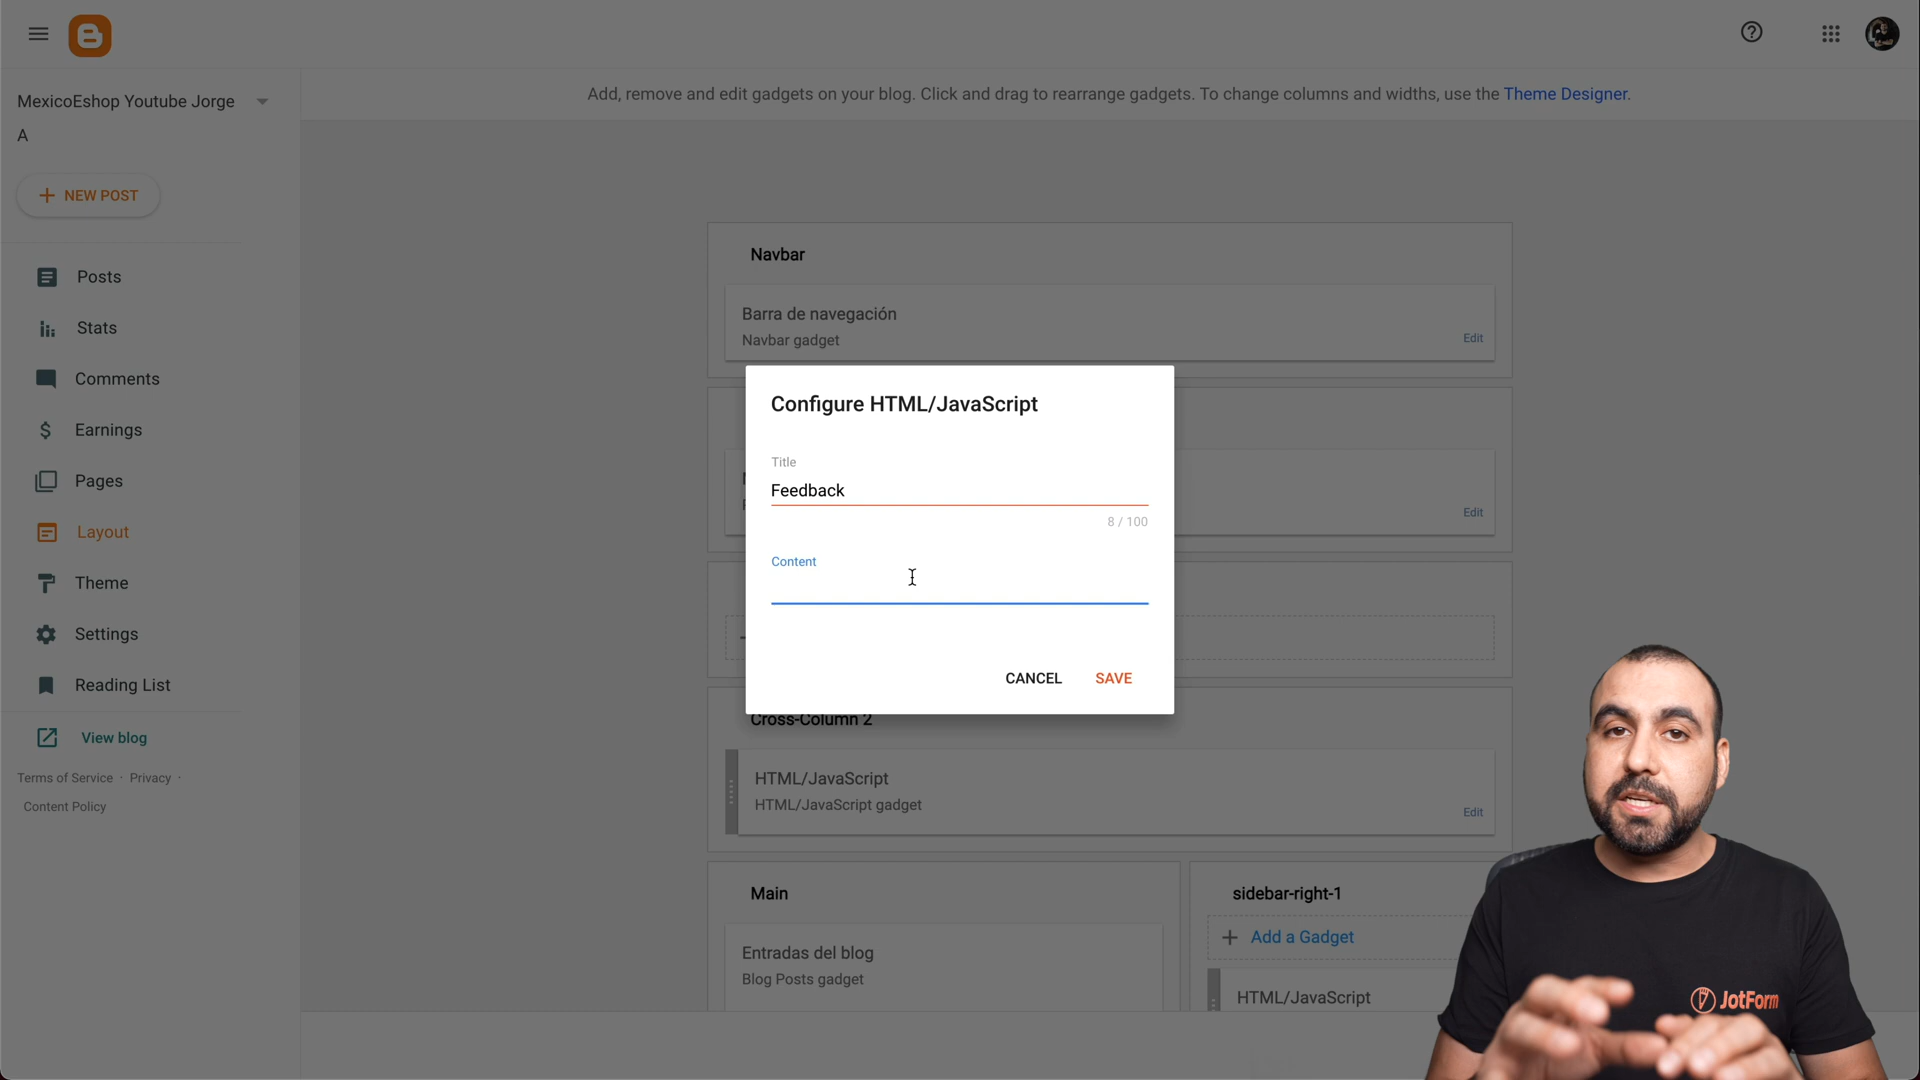 Add, remove and edit gadgets on your blog. Click and drag to rearrange gadgets. To change columns and widths, use the Theme Designer.
MexicoEshop Youtube Jorge
A
NEW POST
Posts
Stats
Comments
Earnings
Pages
Layout
Theme
Settings
Reading List
View blog
Terms of Service · Privacy ·
Content Policy
Navbar
Barra de navegación
Navbar gadget
Edit
Configure HTML/JavaScript
Title
Feedback
8 / 100
Content
CANCEL
SAVE
Edit
Cross-Column 2
HTML/JavaScript
HTML/JavaScript gadget
Edit
Main
Entradas del blog
Blog Posts gadget
sidebar-right-1
+ Add a Gadget
HTML/JavaScript
JotForm